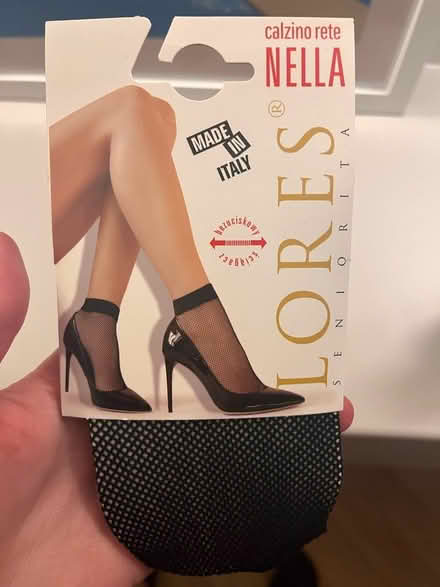 calzino rete
NELLA
MADE
IN
ITALY
bezuciskowy
ściągacz
LORES®
SENIORITA